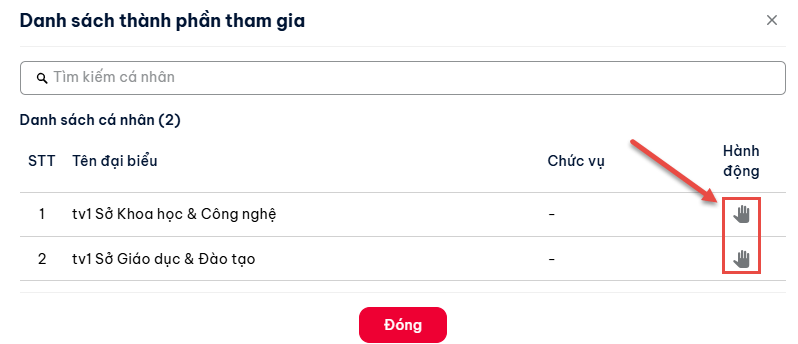 Danh sách thành phần tham gia
Tìm kiếm cá nhân
Danh sách cá nhân (2)
STT Tên đại biểu Chức vụ Hành động
1 tv1 Sở Khoa học & Công nghệ -
2 tv1 Sở Giáo dục & Đào tạo -
Đóng